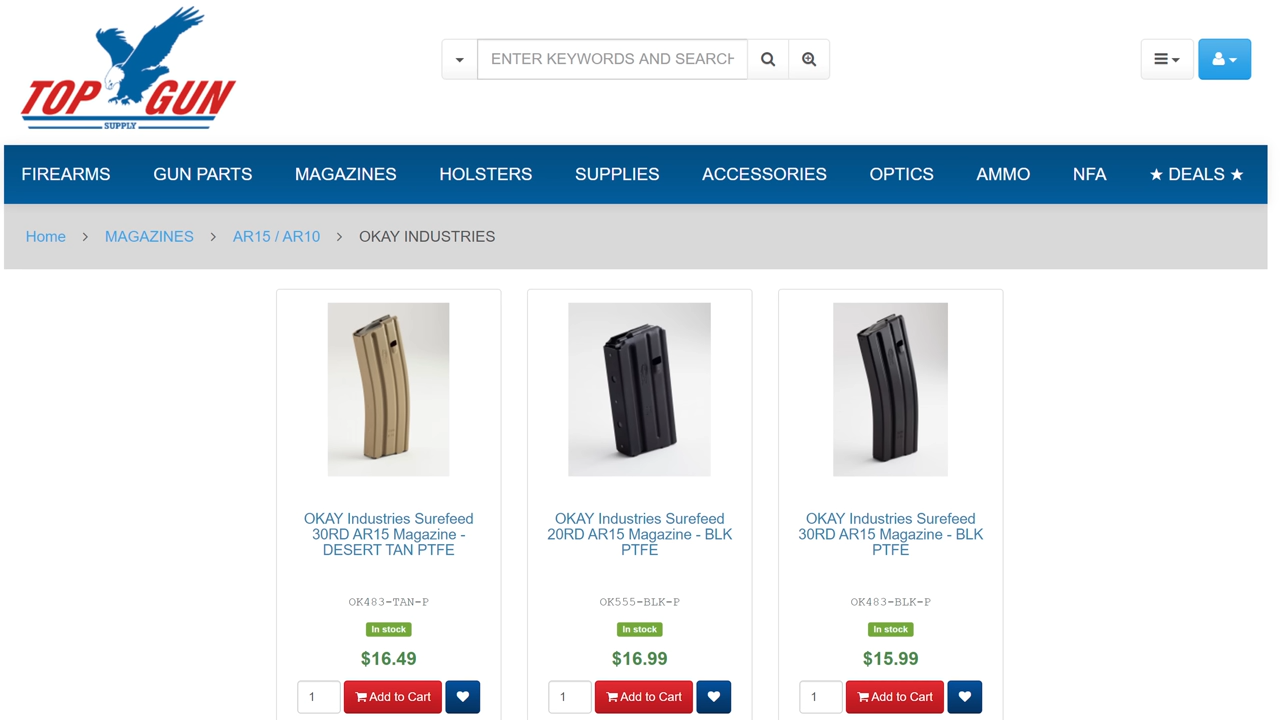 TOP GUN
SUPPLY
ENTER KEYWORDS AND SEARCH
FIREARMS GUN PARTS MAGAZINES HOLSTERS SUPPLIES ACCESSORIES OPTICS AMMO NFA ★ DEALS ★
Home > MAGAZINES > AR15 / AR10 > OKAY INDUSTRIES
OKAY Industries Surefeed
30RD AR15 Magazine -
DESERT TAN PTFE
OK483-TAN-P
In stock
$16.49
1 Add to Cart
OKAY Industries Surefeed
20RD AR15 Magazine - BLK
PTFE
OK555-BLK-P
In stock
$16.99
1 Add to Cart
OKAY Industries Surefeed
30RD AR15 Magazine - BLK
PTFE
OK483-BLK-P
In stock
$15.99
1 Add to Cart